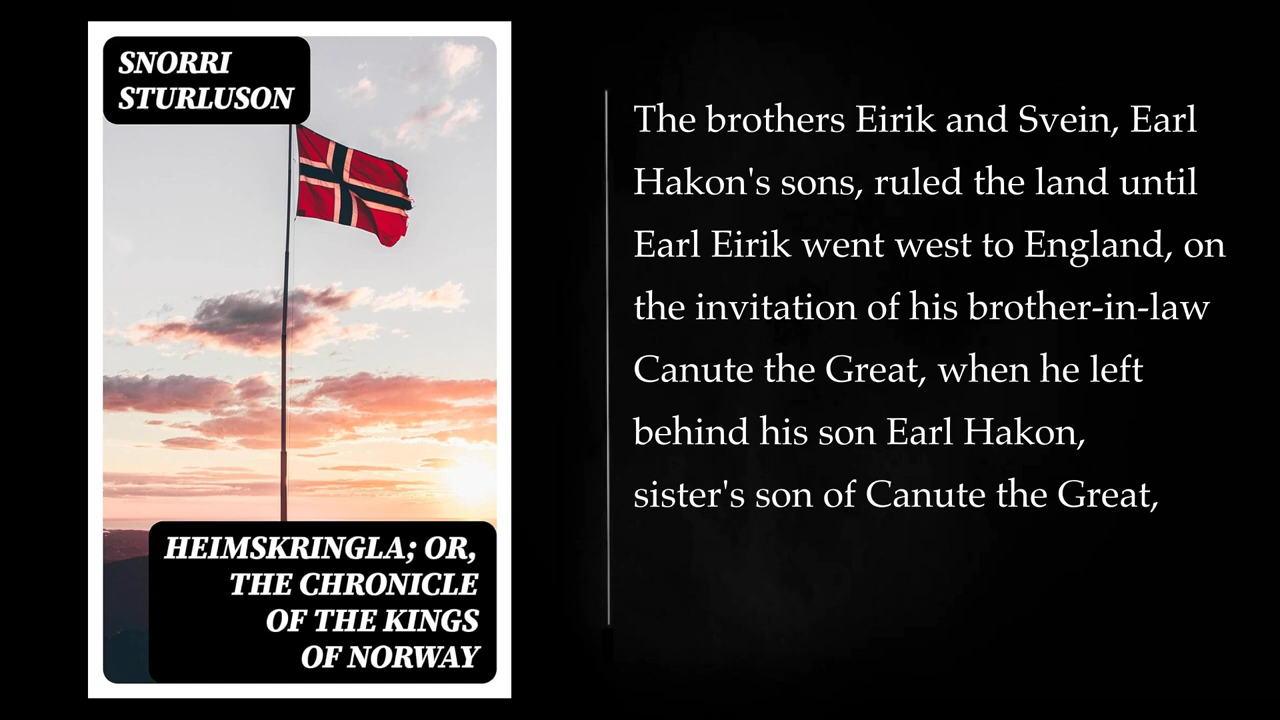 SNORRI
STURLUSON
HEIMSKRINGLA; OR,
THE CHRONICLE
OF THE KINGS
OF NORWAY
The brothers Eirik and Svein, Earl
Hakon's sons, ruled the land until
Earl Eirik went west to England, on
the invitation of his brother-in-law
Canute the Great, when he left
behind his son Earl Hakon,
sister's son of Canute the Great,